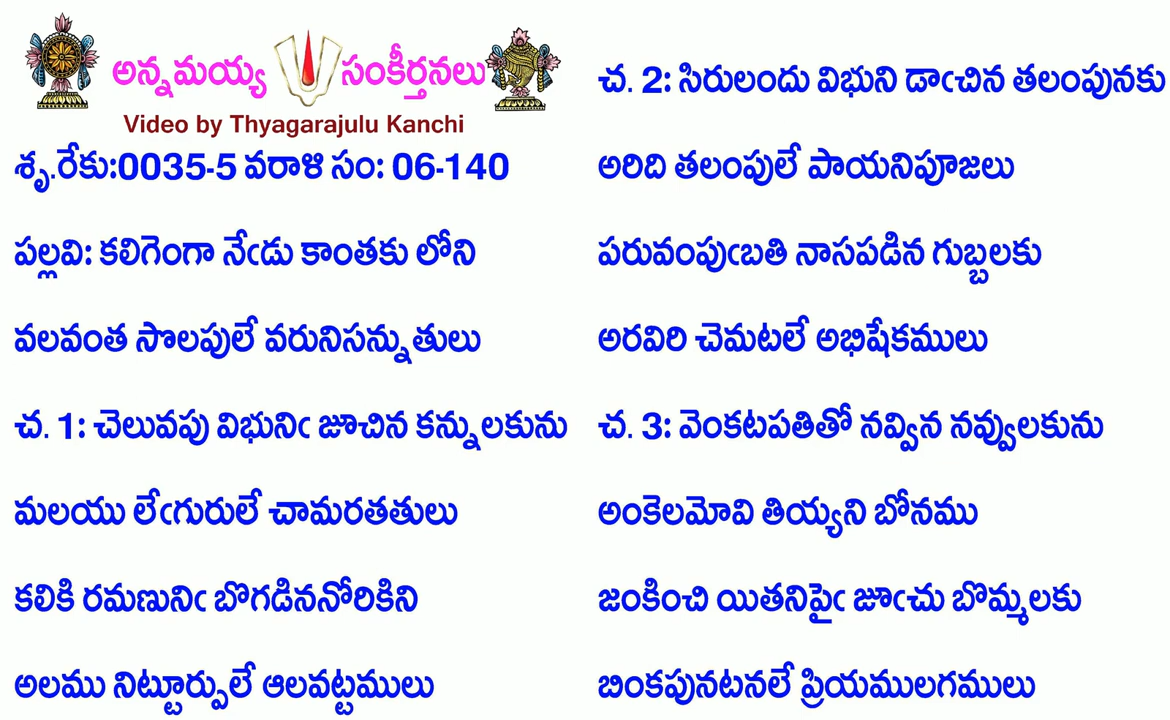 అన్నమయ్య సంకీర్తనలు
Video by Thyagarajulu Kanchi
శృ.రేకు:0035-5 వరాళి సం: 06-140
పల్లవి: కలిగెంగా నేఁడు కాంతకు లోని
వలవంత సొలపులే వరునిసన్నుతులు
చ. 1: చెలువపు విభునిఁ జూచిన కన్నులకును
మలయు లేఁగురులే చామరతతులు
కలికి రమణునిఁ బొగడిననోరికిని
అలము నిట్టూర్పులే ఆలవట్టములు
చ. 2: సిరులందు విభుని డాఁచిన తలంపునకు
అరిది తలంపులే పాయనిపూజలు
పరువంపుఁబతి నాసపడిన గుబ్బలకు
అరవిరి చెమటలే అభిషేకములు
చ. 3: వెంకటపతితో నవ్విన నవ్వులకును
అంకెలమోవి తియ్యని బోనము
జంకించి యితనిపైఁ జూఁచు బొమ్మలకు
బింకపునటనలే ప్రియములగములు